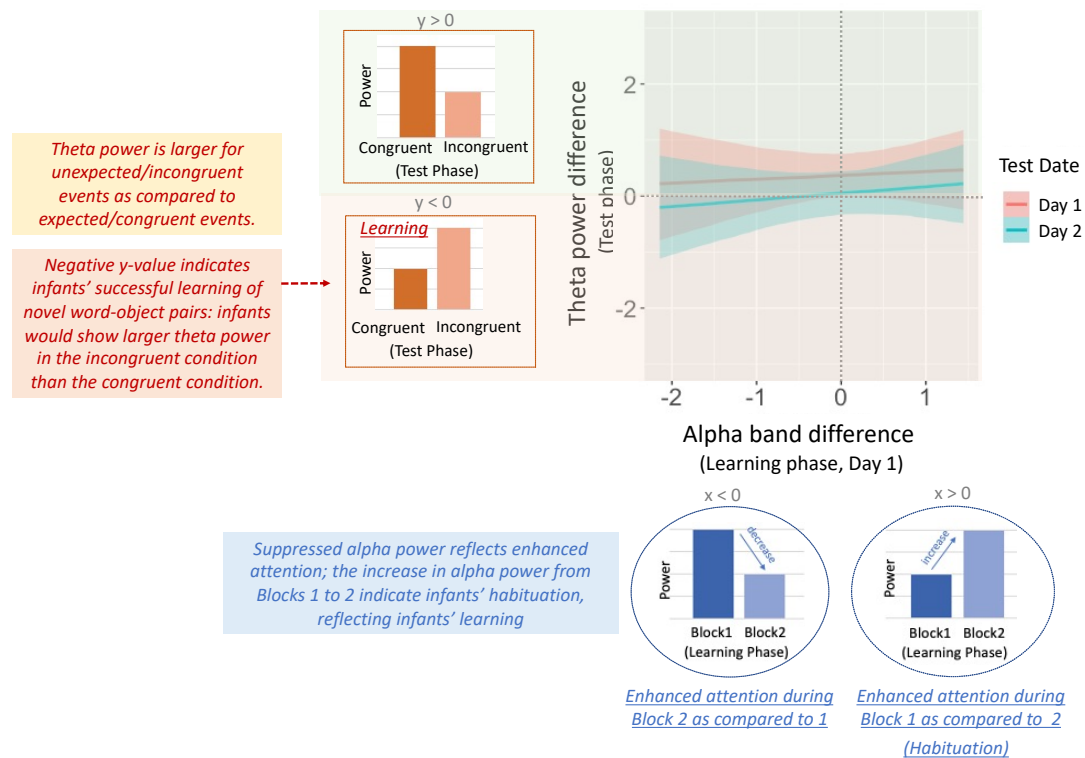 y > 0
Power
Congruent
Incongruent
(Test Phase)
Theta power is larger for
unexpected/incongruent
events as compared to
expected/congruent events.
Negative y-value indicates
infants’ successful learning of
novel word-object pairs: infants
would show larger theta power
in the incongruent condition
than the congruent condition.
y < 0
Learning
Power
Congruent
Incongruent
(Test Phase)
Theta power difference
(Test phase)
2
0
-2
-2
-1
0
1
Alpha band difference
(Learning phase, Day 1)
Test Date
Day 1
Day 2
Suppressed alpha power reflects enhanced
attention; the increase in alpha power from
Blocks 1 to 2 indicate infants’ habituation,
reflecting infants’ learning
x < 0
decrease
Power
Block1
Block2
(Learning Phase)
Enhanced attention during
Block 2 as compared to 1
x > 0
increase
Power
Block1
Block2
(Learning Phase)
Enhanced attention during
Block 1 as compared to 2
(Habituation)